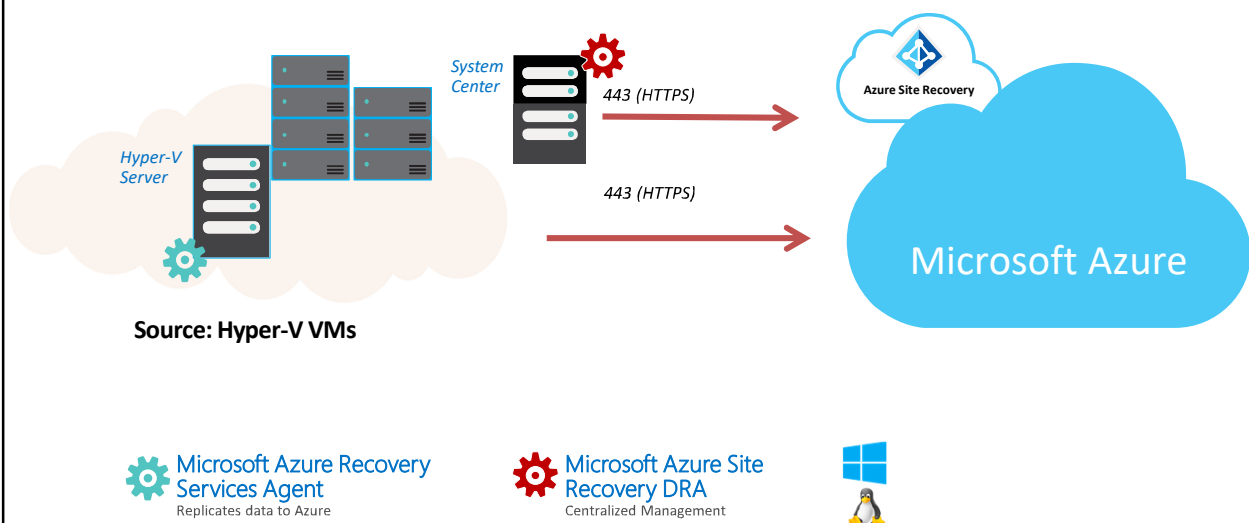 System
Center
443 (HTTPS)
Azure Site Recovery
Hyper-V
Server
443 (HTTPS)
Microsoft Azure
Source: Hyper-V VMs
Microsoft Azure Recovery
Services Agent
Replicates data to Azure
Microsoft Azure Site
Recovery DRA
Centralized Management